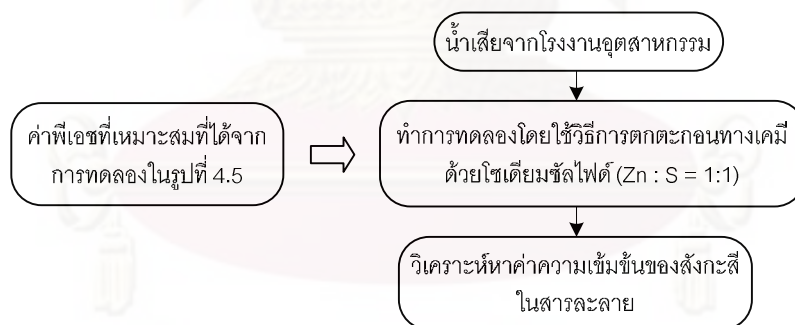 น้ำเสียจากโรงงานอุตสาหกรรม
ค่าพีเอชที่เหมาะสมที่ได้จาก
การทดลองในรูปที่ 4.5
ทำการทดลองโดยใช้วิธีการตกตะกอนทางเคมี
ด้วยโซเดียมซัลไฟด์ (Zn : S = 1:1)
วิเคราะห์หาค่าความเข้มข้นของสังกะสี
ในสารละลาย